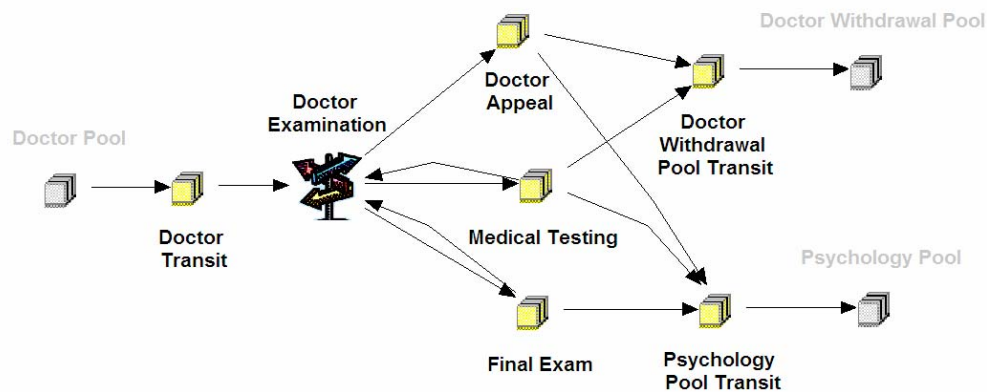 Doctor Withdrawal Pool
Doctor
Appeal
Doctor
Examination
Doctor
Withdrawal
Pool Transit
Doctor Pool
Doctor
Transit
Medical Testing
Psychology Pool
Final Exam
Psychology
Pool Transit